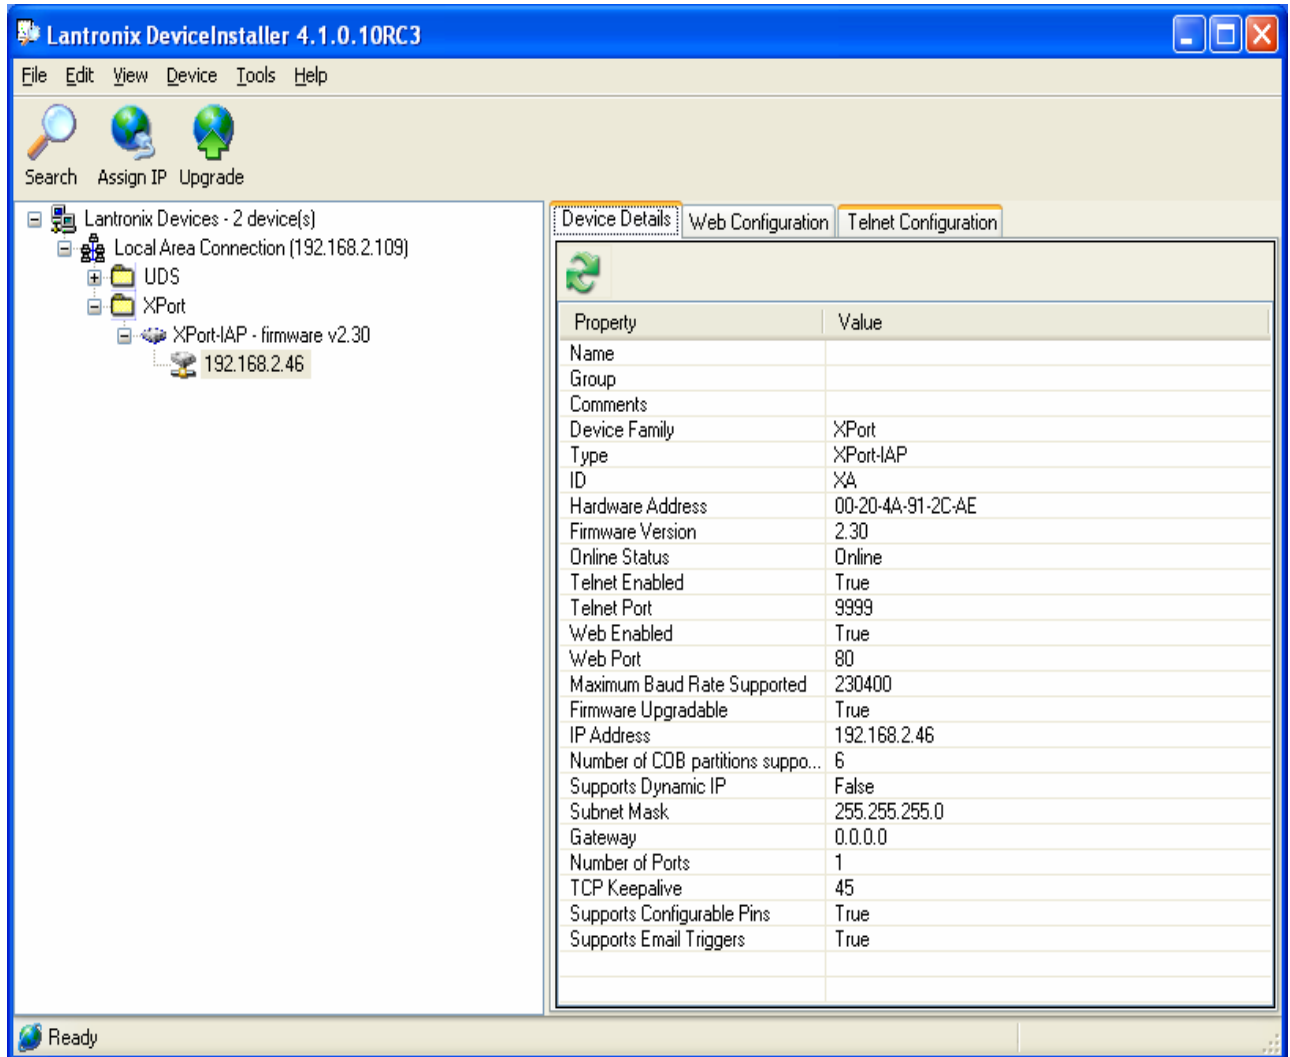 Lantronix DeviceInstaller 4.1.0.10RC3
File Edit View Device Tools Help
Search Assign IP Upgrade
Lantronix Devices - 2 device(s)
Local Area Connection (192.168.2.109)
UDS
XPort
XPort-IAP - firmware v2.30
192.168.2.46
Device Details Web Configuration Telnet Configuration
Property Value
Name
Group
Comments
Device Family XPort
Type XPort-IAP
ID XA
Hardware Address 00-20-4A-91-2C-AE
Firmware Version 2.30
Online Status Online
Telnet Enabled True
Telnet Port 9999
Web Enabled True
Web Port 80
Maximum Baud Rate Supported 230400
Firmware Upgradable True
IP Address 192.168.2.46
Number of COB partitions suppo... 6
Supports Dynamic IP False
Subnet Mask 255.255.255.0
Gateway 0.0.0.0
Number of Ports 1
TCP Keepalive 45
Supports Configurable Pins True
Supports Email Triggers True
Ready